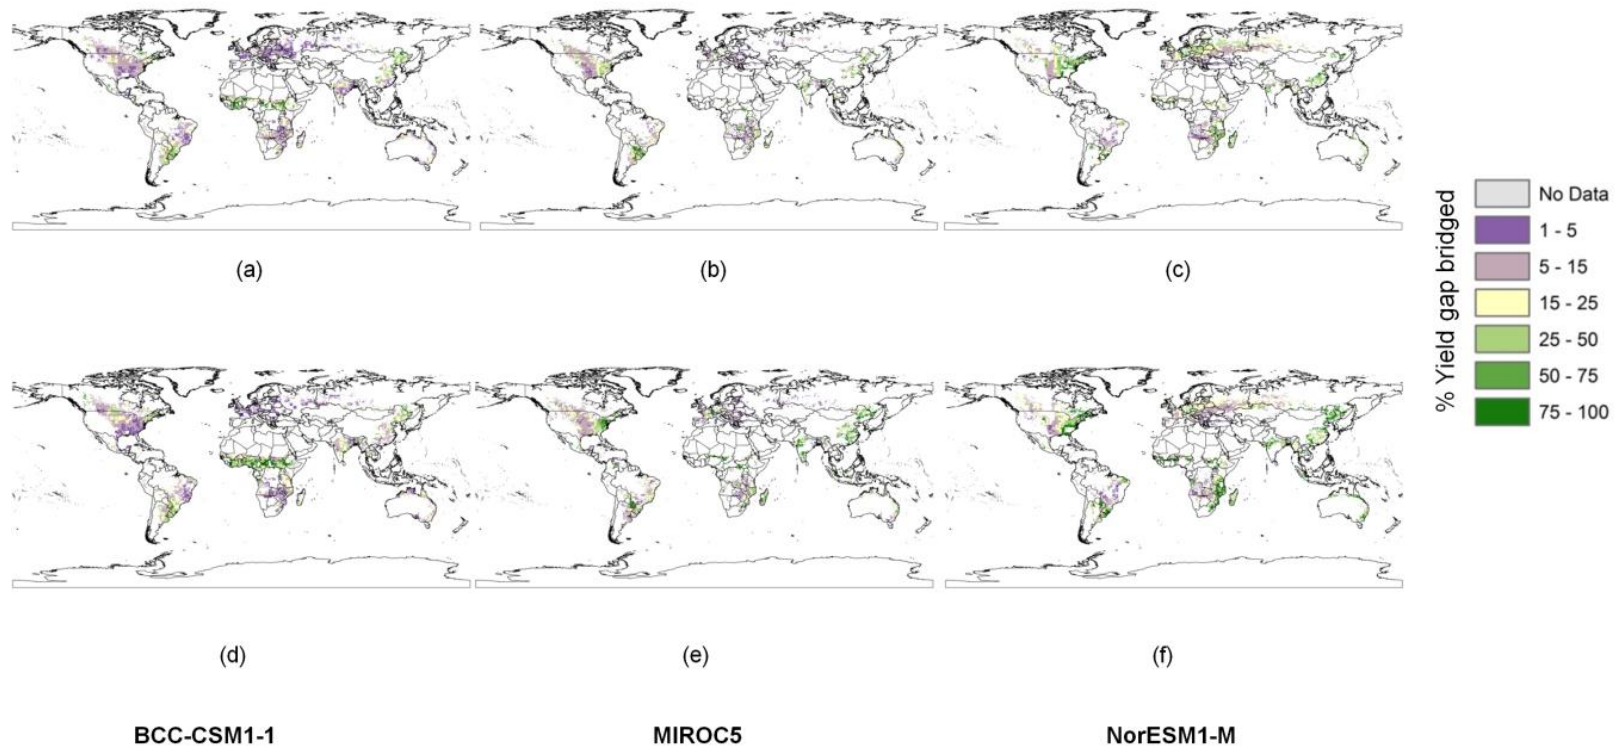 (a)
(b)
(c)
% Yield gap bridged
No Data
1 - 5
5 - 15
15 - 25
25 - 50
50 - 75
75 - 100
(d)
(e)
(f)
BCC-CSM1-1
MIROC5
NorESM1-M